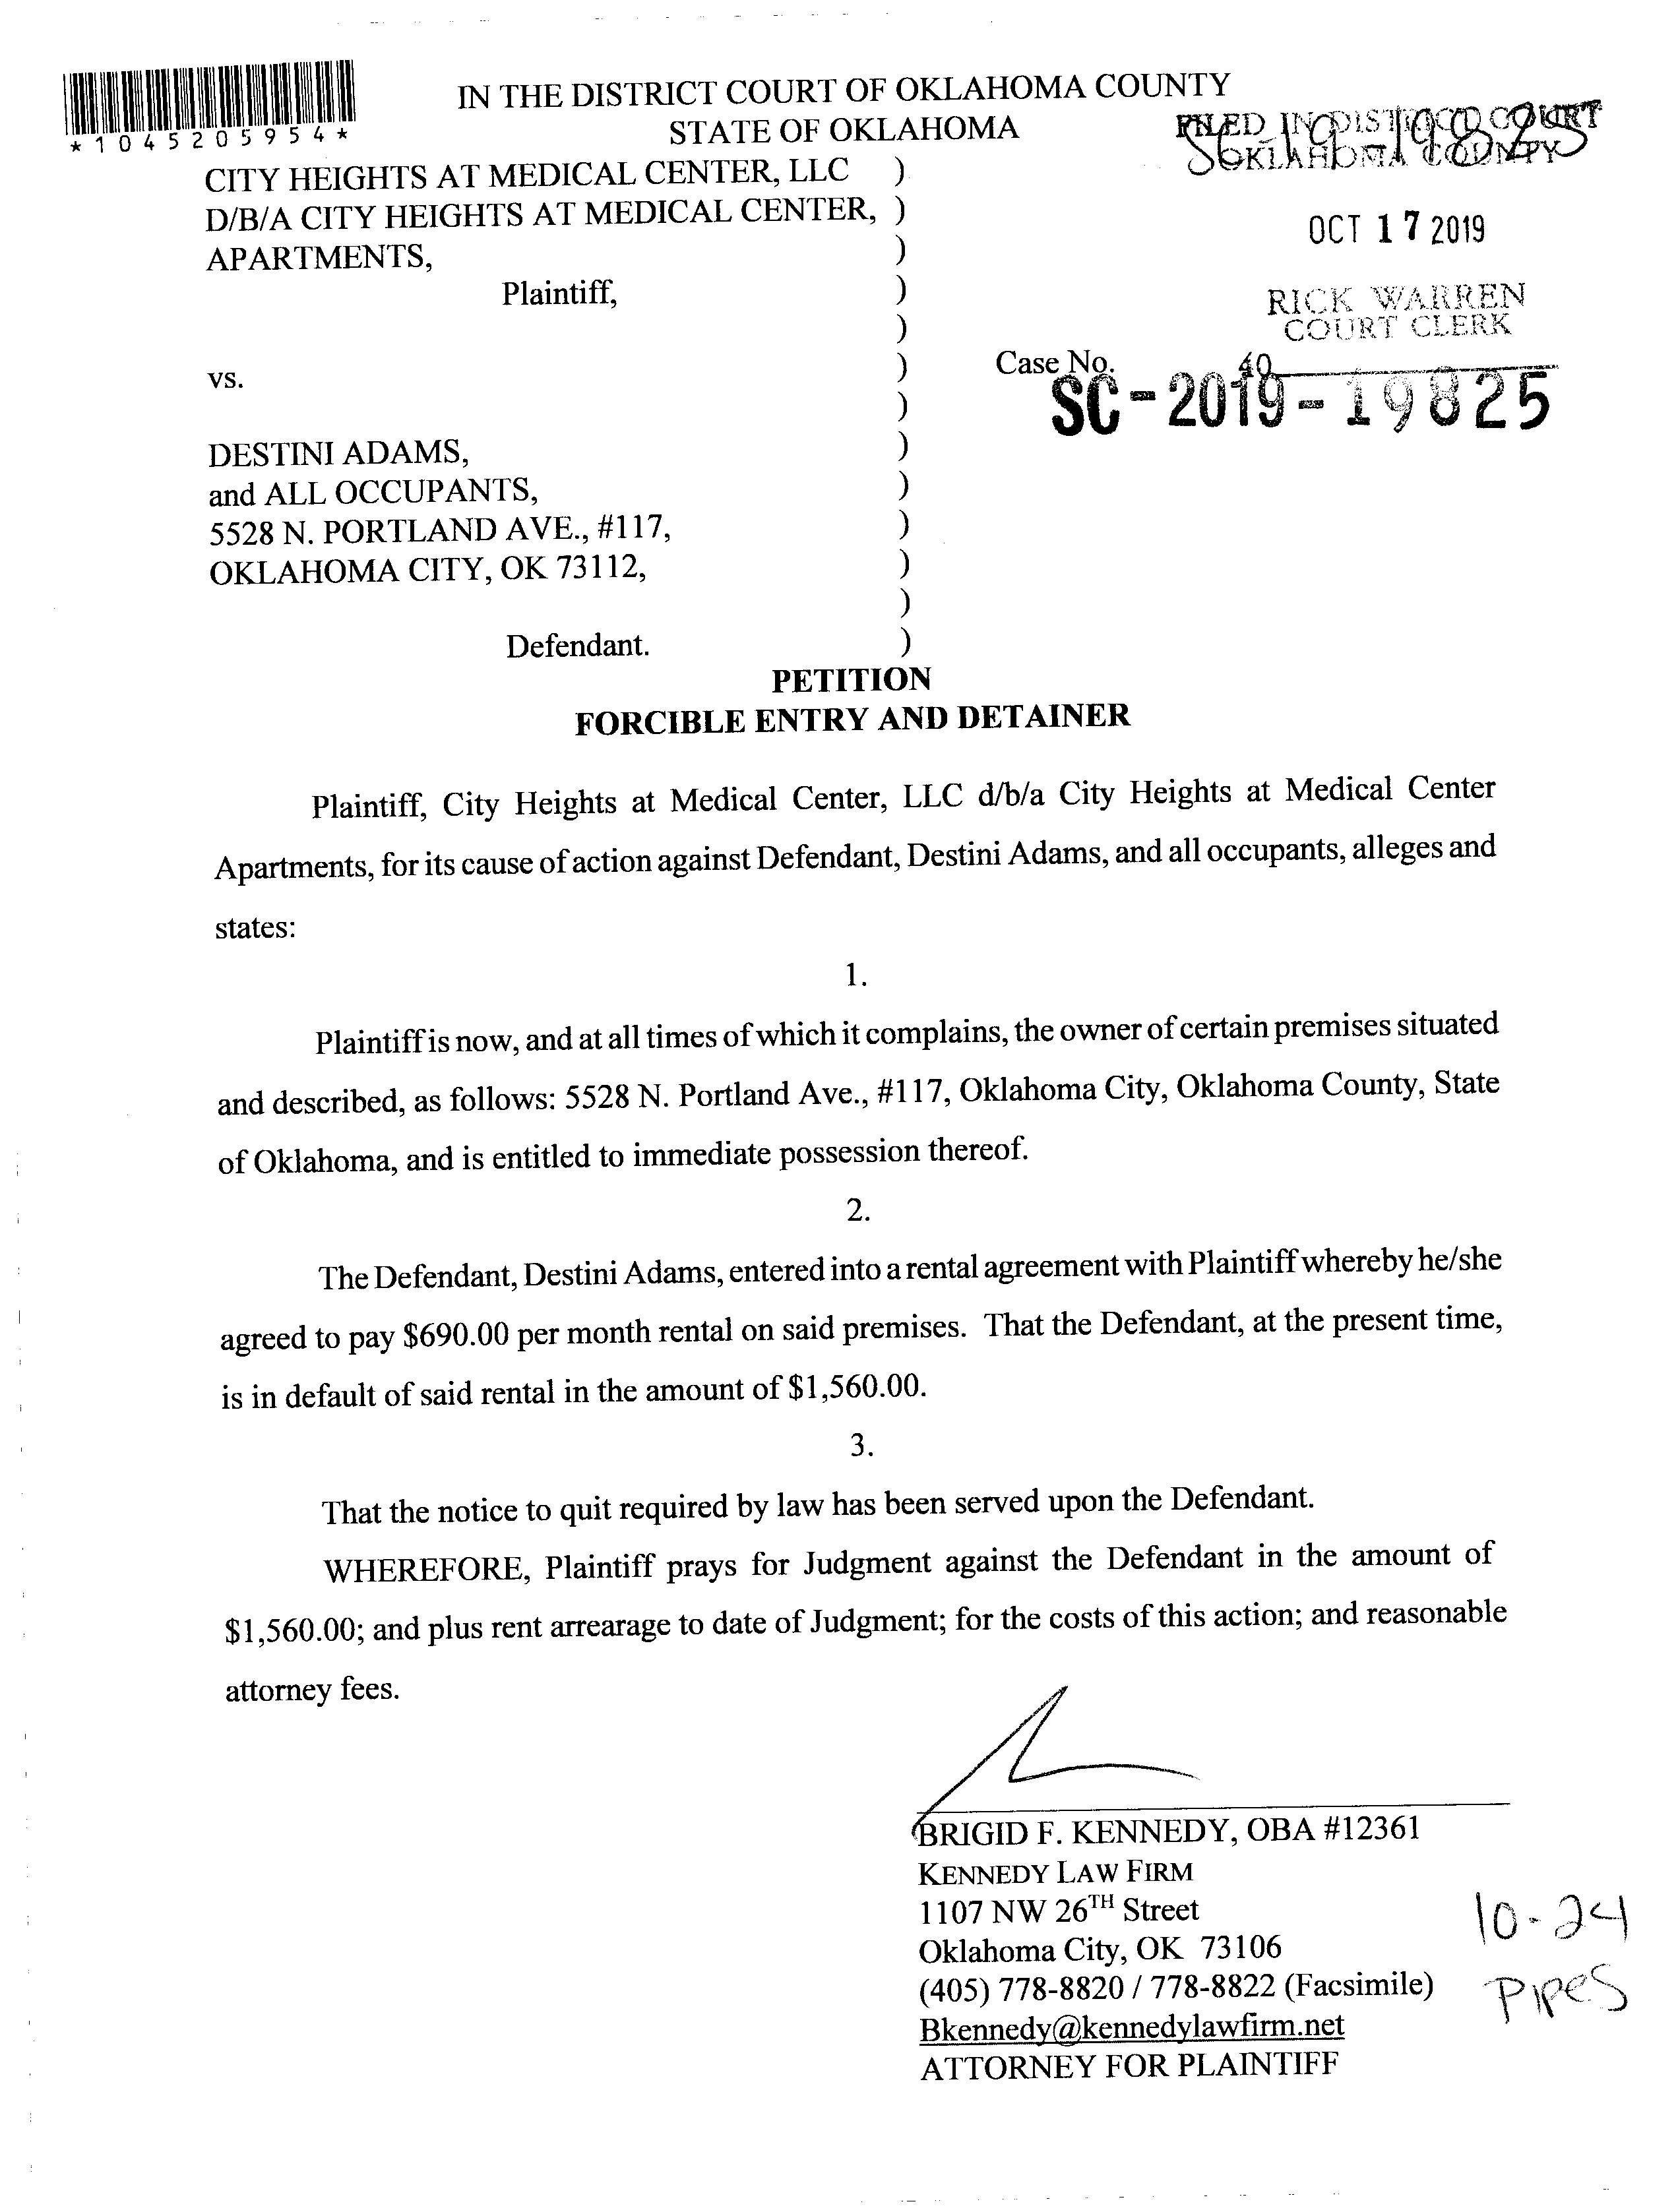 *1045205954*
IN THE DISTRICT COURT OF OKLAHOMA COUNTY
STATE OF OKLAHOMA
FILED IN DISTRICT COURT
OKLAHOMA COUNTY
SC-19-19825
CITY HEIGHTS AT MEDICAL CENTER, LLC )
D/B/A CITY HEIGHTS AT MEDICAL CENTER, )
APARTMENTS, )
OCT 17 2019
Plaintiff, )
RICK WARREN
COURT CLERK
)
vs. )
Case No.
40
SC-2019-19825
)
DESTINI ADAMS, )
and ALL OCCUPANTS, )
5528 N. PORTLAND AVE., #117, )
OKLAHOMA CITY, OK 73112, )
)
Defendant. )
PETITION
FORCIBLE ENTRY AND DETAINER
Plaintiff, City Heights at Medical Center, LLC d/b/a City Heights at Medical Center
Apartments, for its cause of action against Defendant, Destini Adams, and all occupants, alleges and
states:
1.
Plaintiff is now, and at all times of which it complains, the owner of certain premises situated
and described, as follows: 5528 N. Portland Ave., #117, Oklahoma City, Oklahoma County, State
of Oklahoma, and is entitled to immediate possession thereof.
2.
The Defendant, Destini Adams, entered into a rental agreement with Plaintiff whereby he/she
agreed to pay $690.00 per month rental on said premises. That the Defendant, at the present time,
is in default of said rental in the amount of $1,560.00.
3.
That the notice to quit required by law has been served upon the Defendant.
WHEREFORE, Plaintiff prays for Judgment against the Defendant in the amount of
$1,560.00; and plus rent arrearage to date of Judgment; for the costs of this action; and reasonable
attorney fees.
BRIGID F. KENNEDY, OBA #12361
KENNEDY LAW FIRM
1107 NW 26TH Street
Oklahoma City, OK 73106
(405) 778-8820 / 778-8822 (Facsimile)
Bkennedy@kennedylawfirm.net
ATTORNEY FOR PLAINTIFF
10-24
Pipes